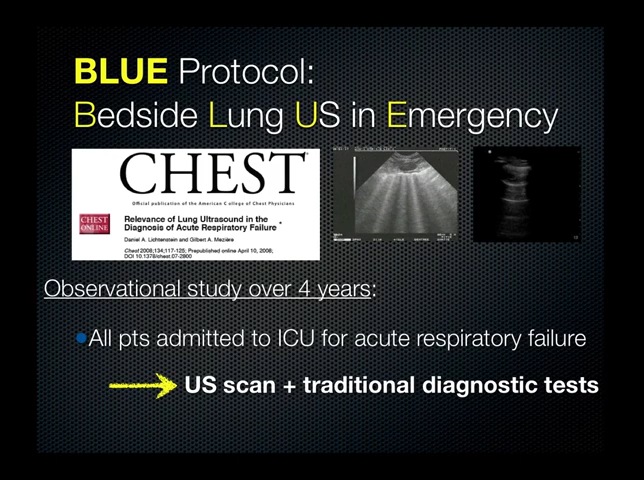 BLUE Protocol:
Bedside Lung US in Emergency
CHEST
Official publication of the American College of Chest Physicians
CHEST
ONLINE
Relevance of Lung Ultrasound in the
Diagnosis of Acute Respiratory Failure *
Daniel A. Lichtenstein and Gilbert A. Mezière
Chest 2008;134;117-125; Prepublished online April 10, 2008;
DOI 10.1378/chest.07-2800
Observational study over 4 years:
All pts admitted to ICU for acute respiratory failure
US scan + traditional diagnostic tests